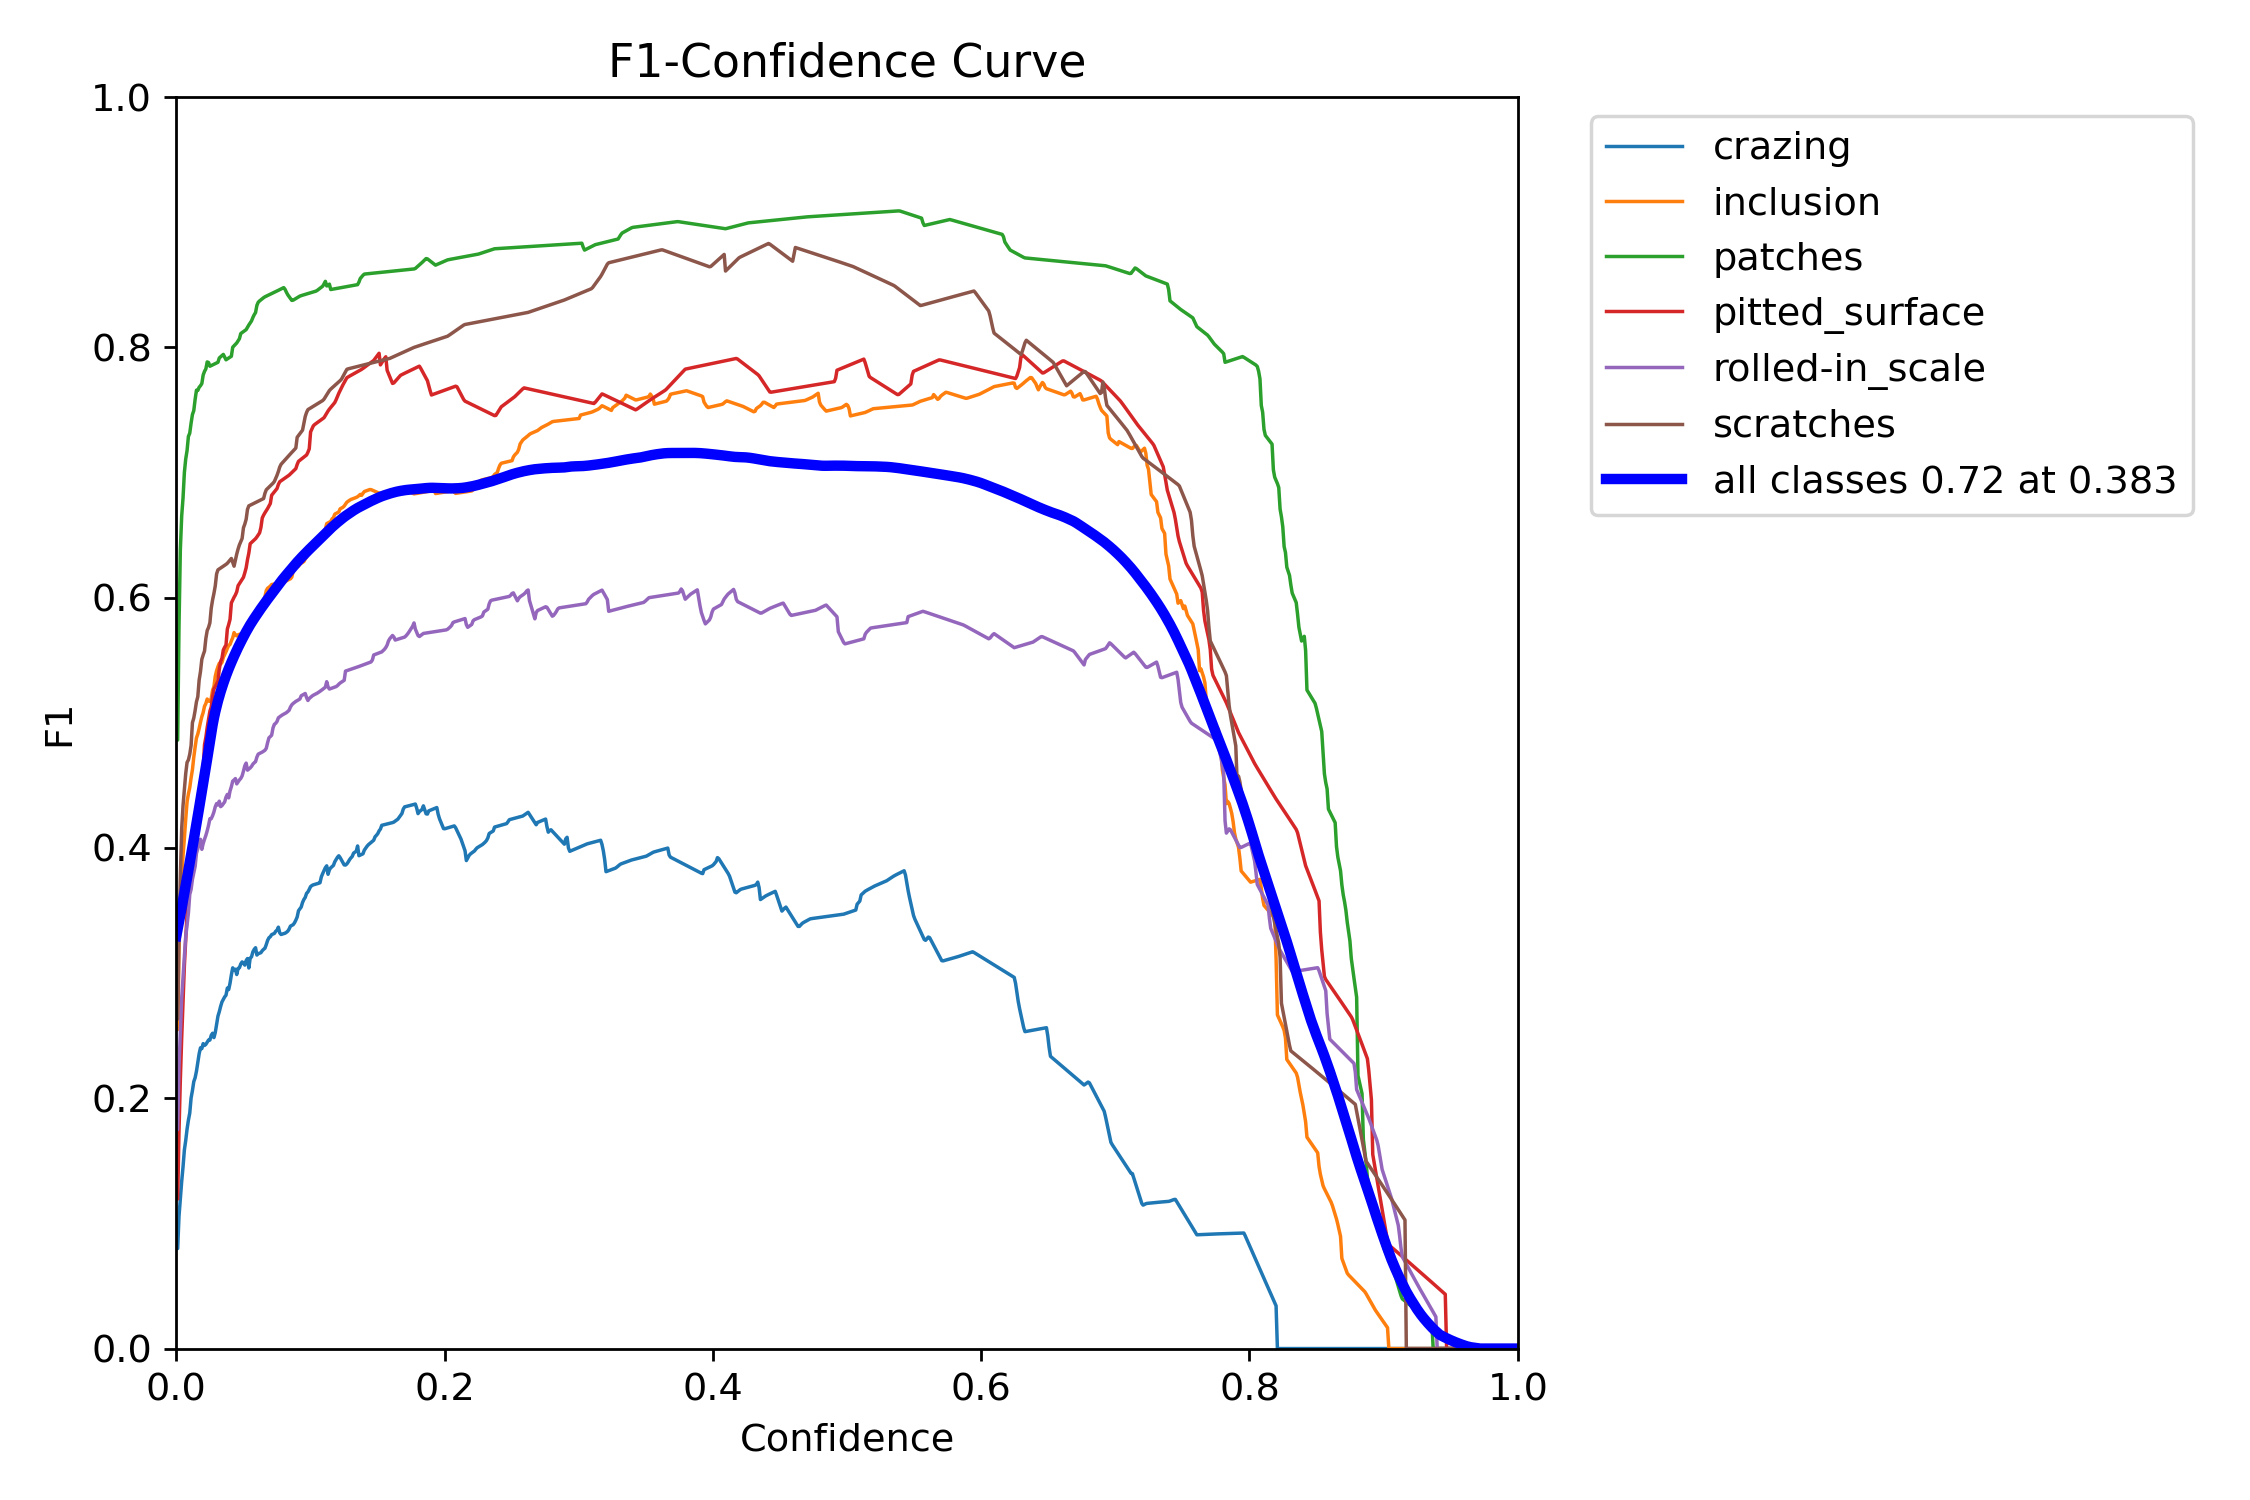 F1-Confidence Curve
1.0
0.8
0.6
0.4
0.2
0.0
F1
0.0 0.2 0.4 0.6 0.8 1.0
Confidence
crazing
inclusion
patches
pitted_surface
rolled-in_scale
scratches
all classes 0.72 at 0.383